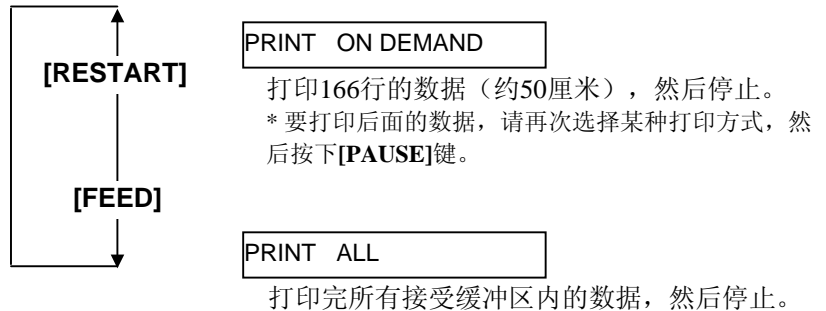 PRINT ON DEMAND
[RESTART]
打印166行的数据（约50厘米），然后停止。
* 要打印后面的数据，请再次选择某种打印方式，然
后按下[PAUSE]键。
[FEED]
PRINT ALL
打印完所有接受缓冲区内的数据，然后停止。